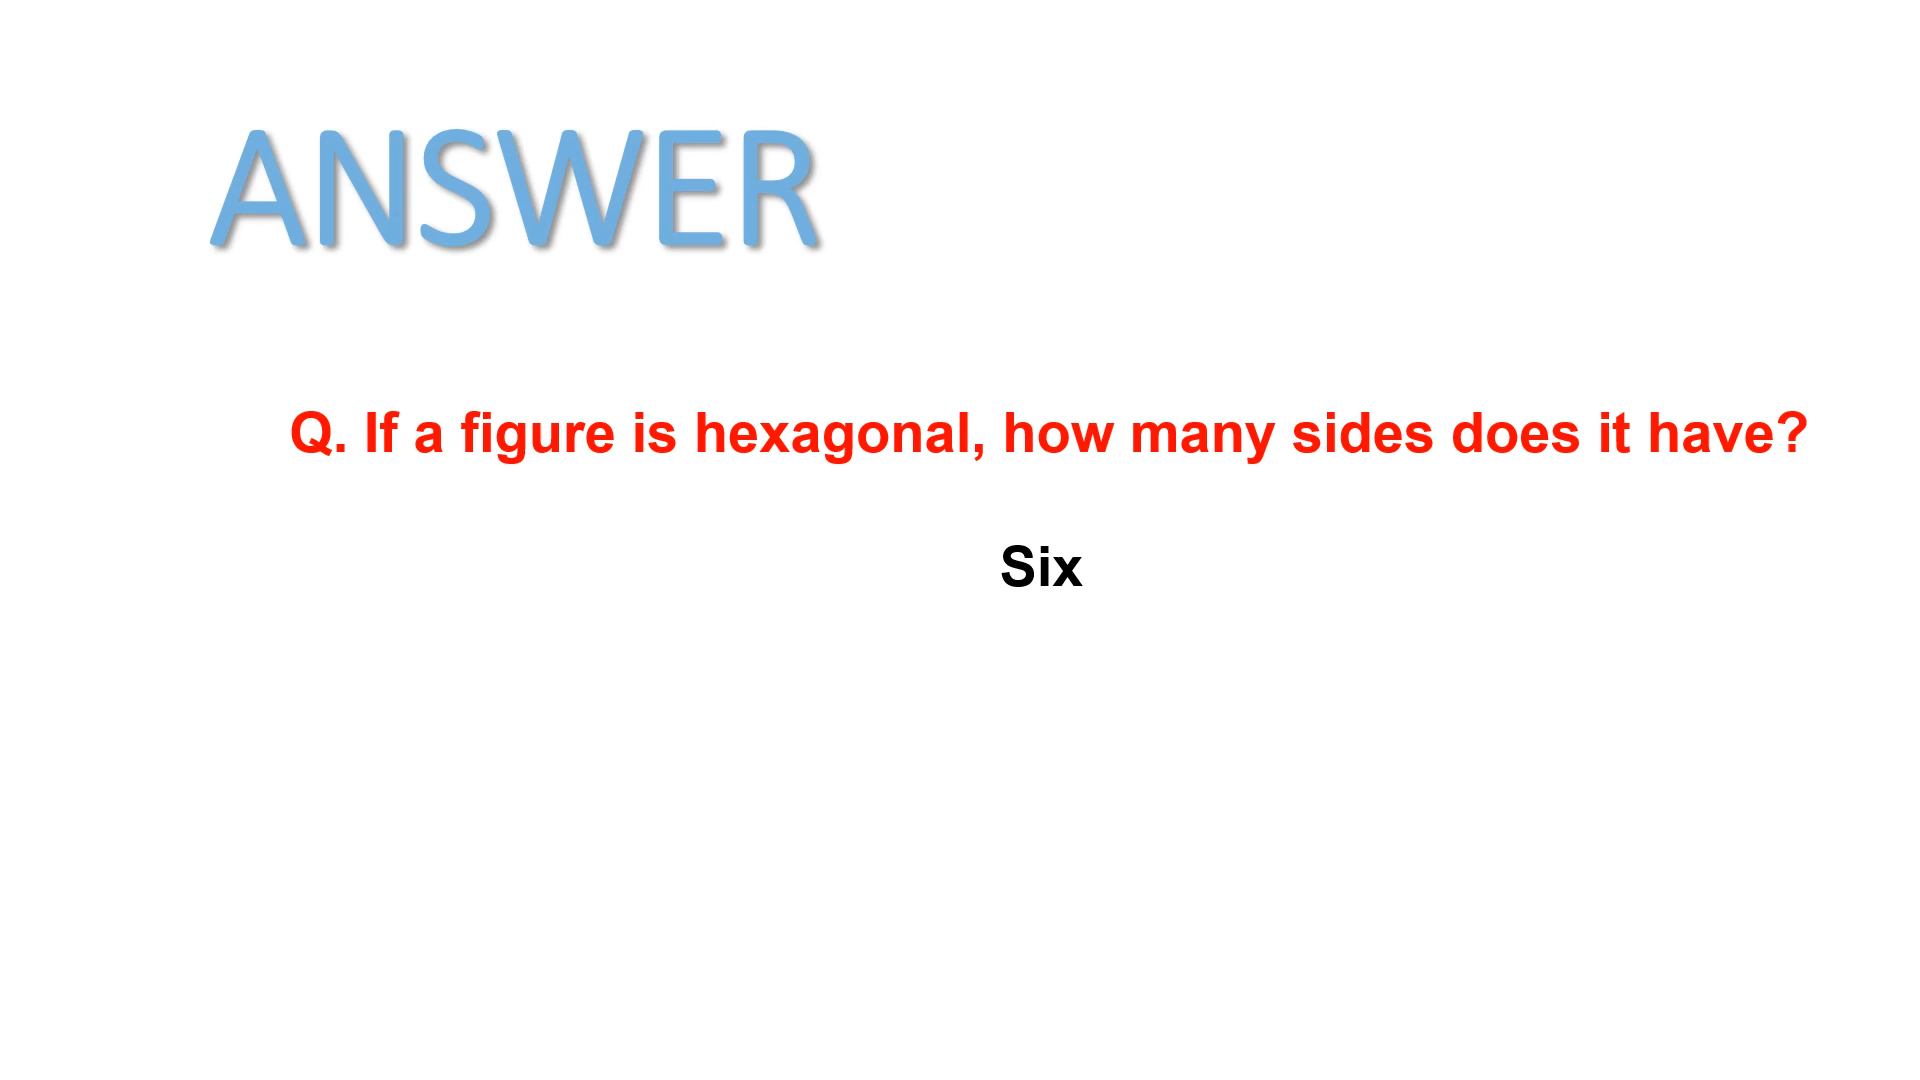 ANSWER
Q. If a figure is hexagonal, how many sides does it have?
Six